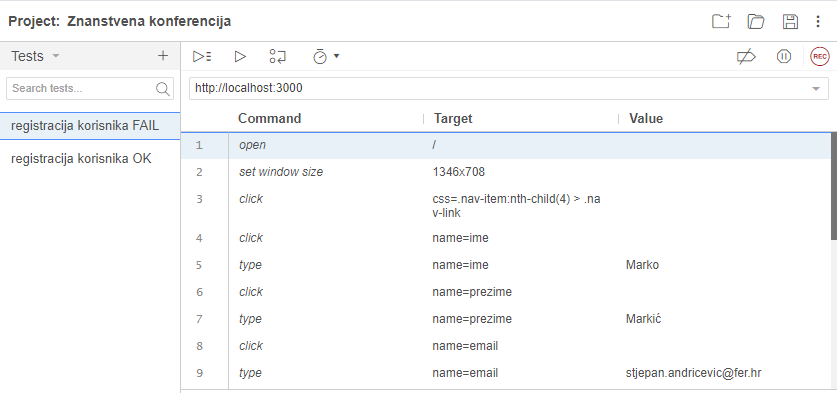 Project: Znanstvena konferencija
Tests
Search tests...
registracija korisnika FAIL
registracija korisnika OK
REC
http://localhost:3000
Command Target Value
1 open /
2 set window size 1346x708
3 click css=.nav-item:nth-child(4) > .na
v-link
4 click name=ime
5 type name=ime Marko
6 click name=prezime
7 type name=prezime Markić
8 click name=email
9 type name=email stjepan.andricevic@fer.hr